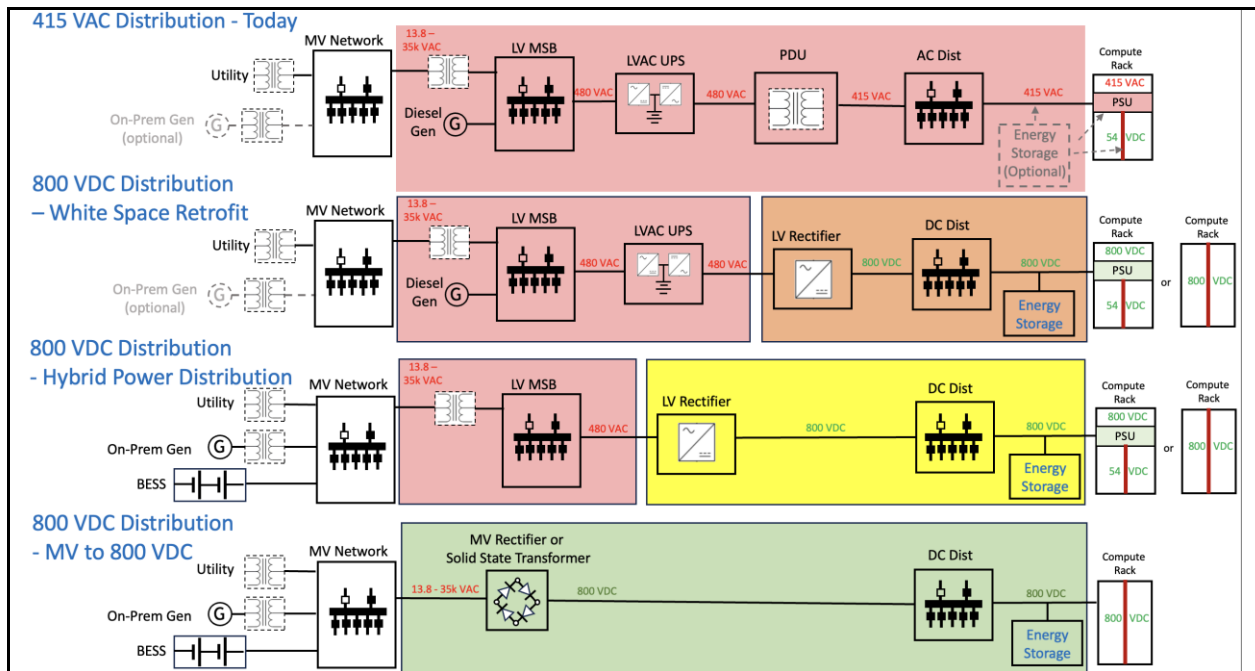 415 VAC Distribution - Today
MV Network
Utility
On-Prem Gen
(optional)
G
13.8 –
35k VAC
LV MSB
Diesel
Gen
G
480 VAC
LVAC UPS
480 VAC
PDU
415 VAC
AC Dist
415 VAC
Energy
Storage
(Optional)
Compute
Rack
415 VAC
PSU
54 VDC
800 VDC Distribution
– White Space Retrofit
MV Network
Utility
On-Prem Gen
(optional)
G
13.8 –
35k VAC
LV MSB
Diesel
Gen
G
480 VAC
LVAC UPS
480 VAC
LV Rectifier
800 VDC
DC Dist
800 VDC
Energy
Storage
Compute
Rack
800 VDC
PSU
54 VDC
or
Compute
Rack
800 VDC
800 VDC Distribution
- Hybrid Power Distribution
MV Network
Utility
On-Prem Gen
G
BESS
13.8 –
35k VAC
LV MSB
480 VAC
LV Rectifier
800 VDC
DC Dist
800 VDC
Energy
Storage
Compute
Rack
800 VDC
PSU
54 VDC
or
Compute
Rack
800 VDC
800 VDC Distribution
- MV to 800 VDC
MV Network
Utility
On-Prem Gen
G
BESS
13.8 - 35k VAC
MV Rectifier or
Solid State Transformer
800 VDC
DC Dist
800 VDC
Energy
Storage
Compute
Rack
800 VDC